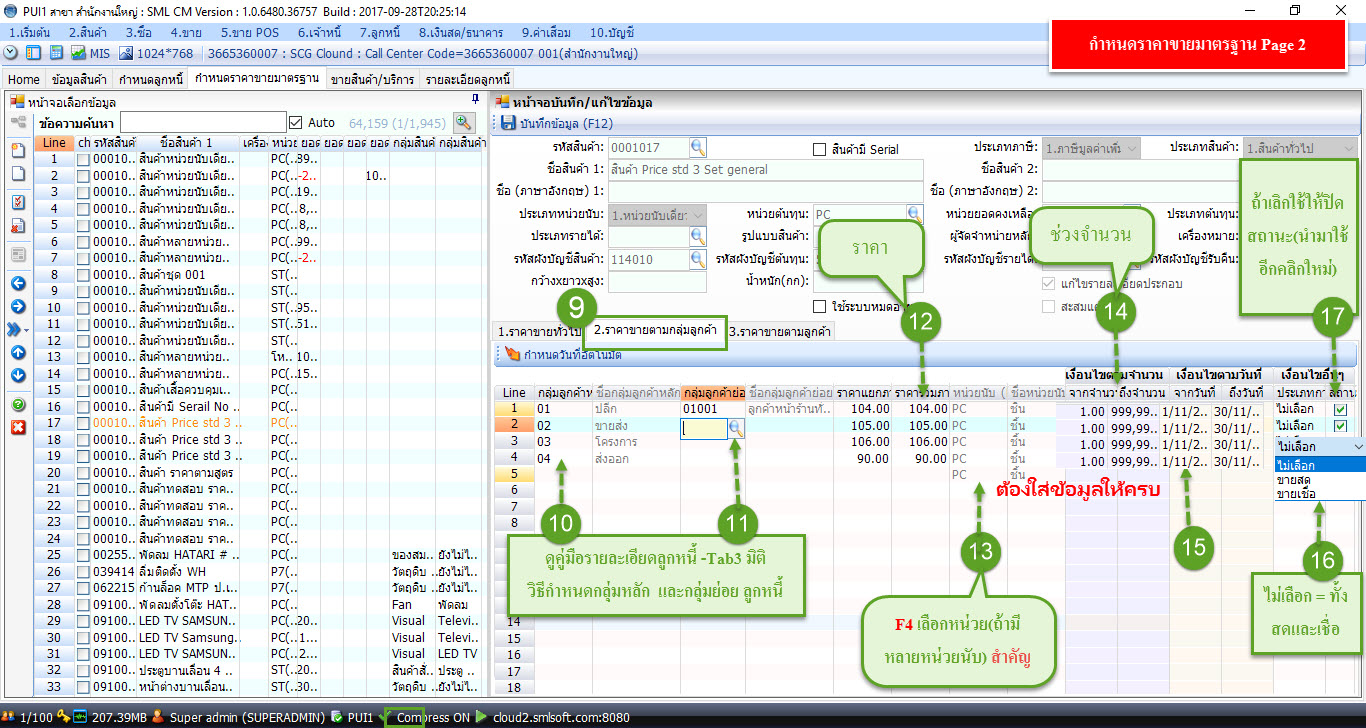 PUI1 สาขา สำนักงานใหญ่ : SML CM Version : 1.0.6480.36757 Build : 2017-09-28T20:25:14
1.เริ่มต้น 2.สินค้า 3.ซื้อ 4.ขาย 5.ขาย POS 6.เจ้าหนี้ 7.ลูกหนี้ 8.เงินสด/ธนาคาร 9.ค่าเสื่อม 10.บัญชี
กำหนดราคาขายมาตรฐาน Page 2
MIS 1024*768 3665360007 : SCG Clound : Call Center Code=3665360007 001(สำนักงานใหญ่)
Home ข้อมูลสินค้า กำหนดลูกหนี้ กำหนดราคาขายมาตรฐาน ขายสินค้า/บริการ รายละเอียดลูกหนี้
หน้าจอเลือกข้อมูล
ข้อความค้นหา Auto 64,159 (1/1,945)
Line ch รหัสสินค้ ชื่อสินค้า 1 เครื่อ หน่วย ยอด ยอด ยอด ยอด กลุ่มสินค้ กลุ่มสินค้า
1 00010.. สินค้าหน่วยนับเดีย.. PC(.. 89..
2 00010.. สินค้าหน่วยนับเดีย.. PC(.. -2.. 10..
3 00010.. สินค้าหน่วยนับเดีย.. PC(.. 19..
4 00010.. สินค้าหน่วยนับเดีย.. PC(.. 8,..
5 00010.. สินค้าหน่วยนับเดีย.. PC(.. 8,..
6 00010.. สินค้าหลายหน่วย.. PC(.. 99..
7 00010.. สินค้าหลายหน่วย.. PC(.. -2..
8 00010.. สินค้าชุด 001 ST(..
9 00010.. สินค้าหน่วยนับเดีย.. ST(..
10 00010.. สินค้าหน่วยนับเดีย.. ST(.. 95..
11 00010.. สินค้าหน่วยนับเดีย.. ST(.. 51..
12 00010.. สินค้าหน่วยนับเดีย.. ST(..
13 00010.. สินค้าหลายหน่วย.. โห.. 10..
14 00010.. สินค้าหลายหน่วย.. PC(.. 15..
15 00010.. สินค้าเสื้อควบคุม... PC(..
16 00010.. สินค้ามี Serail No .. PC(..
17 00010.. สินค้า Price std 3 .. PC(..
18 00010.. สินค้า Price std 3 .. PC(..
19 00010.. สินค้า Price std 3 .. PC(..
20 00010.. สินค้า ราคาตามสูตร PC(..
21 00010.. สินค้าทดสอบ ราค.. PC(..
22 00010.. สินค้าทดสอบ ราค.. PC(..
23 00010.. สินค้าทดสอบ ราค.. PC(..
24 00010.. สินค้าทดสอบ ราค.. PC(..
25 00255.. พัดลม HATARI # .. PC(.. ของสม.. ยังไม่ไ..
26 039414 ลิ่มติดตั้ง WH P7(.. วัตถุดิบ .. ยังไม่ไ..
27 062215 ก้านล็อค MTP ป.เ.. P7(.. วัตถุดิบ .. ยังไม่ไ..
28 09100.. พัดลมตั้งโต๊ะ HAT.. PC(.. Fan พัดลม
29 09100.. LED TV SAMSUN.. PC(.. 20.. Visual Televi..
30 09100.. LED TV Samsung.. PC(.. 1... Visual Televi..
31 09100.. LED TV SAMSUN.. PC(.. 2... Visual LED TV
32 09100.. ประตูบานเลื่อน 4 .. ST(.. 20.. สินค้าสั่.. ประตู ..
33 09100.. หน้าต่างบานเลื่อน.. ST(.. 30.. วัตถุดิบ .. ยังไม่ไ..
หน้าจอบันทึก/แก้ไขข้อมูล
บันทึกข้อมูล (F12)
รหัสสินค้า: 0001017 สินค้ามี Serial ประเภทภาษี: 1.ภาษีมูลค่าเพิ่ม ประเภทสินค้า: 1.สินค้าทั่วไป
ชื่อสินค้า 1: สินค้า Price std 3 Set general ชื่อสินค้า 2:
ชื่อ (ภาษาอังกฤษ) 1: ชื่อ (ภาษาอังกฤษ) 2:
ประเภทหน่วยนับ: 1.หน่วยนับเดีย: หน่วยต้นทุน: PC หน่วยยอดคงเหลือ ประเภทต้นทุน:
ประเภทรายได้: รูปแบบสินค้า: ผู้จัดจำหน่ายหลั เครื่องหมาย:
รหัสผังบัญชีสินค้า: 114010 รหัสผังบัญชีต้นทุน: รหัสผังบัญชีรายได้ รหัสผังบัญชีรับคืน:
กว้างxยาวxสูง: น้ำหนัก(กก): แก้ไขรายละเอียดประกอบ
ใช้ระบบหมดอายุ สะสมแต้
ราคา
ช่วงจำนวน
ถ้าเลิกใช้ให้ปิด
สถานะ(นำมาใช้
อีกคลิกใหม่)
9 12 14 17
1.ราคาขายทั่วไป 2.ราคาขายตามกลุ่มลูกค้า 3.ราคาขายตามลูกค้า
กำหนดวันที่อัตโนมัติ
เงื่อนไขตามจำนวน เงื่อนไขตามวันที่ เงื่อนไขอื่นๆ
Line กลุ่มลูกค้าห ชื่อกลุ่มลูกค้าหลัก กลุ่มลูกค้าย่อ ชื่อกลุ่มลูกค้าย่อย ราคาแยกภา ราคารวมภา หน่วยนับ ( ชื่อหน่วยนับ จากจำนวน ถึงจำนวน จากวันที่ ถึงวันที่ ประเภทกา สถาน
1 01 ปลีก 01001 ลูกค้าหน้าร้านทั.. 104.00 104.00 PC ชิ้น 1.00 999,99.. 1/11/2.. 30/11/.. ไม่เลือก
2 02 ขายส่ง 105.00 105.00 PC ชิ้น 1.00 999,99.. 1/11/2.. 30/11/.. ไม่เลือก
3 03 โครงการ 106.00 106.00 PC ชิ้น 1.00 999,99.. 1/11/2.. 30/11/.. ไม่เลือก
4 04 ส่งออก 90.00 90.00 PC ชิ้น 1.00 999,99.. 1/11/2.. 30/11/.. ไม่เลือก
5 PC ชิ้น ขายสด
6 ต้องใส่ข้อมูลให้ครบ ขายเชื่อ
7
8
10 11 13 15 16
ดูคู่มือรายละเอียดลูกหนี้ -Tab3 มิติ
วิธีกำหนดกลุ่มหลัก และกลุ่มย่อย ลูกหนี้
F4 เลือกหน่วย(ถ้ามี
หลายหน่วยนับ) สำคัญ
ไม่เลือก = ทั้ง
สดและเชื่อ
14
15
16
17
18
1/100 207.39MB Super admin (SUPERADMIN) PUI1 Compress ON cloud2.smlsoft.com:8080